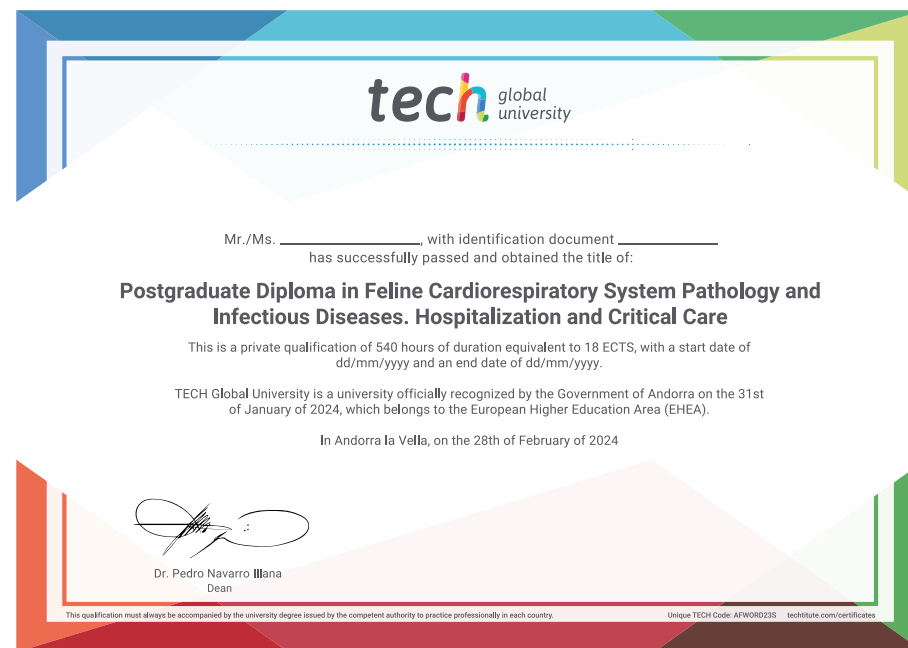 tech global
university
Mr./Ms. ____________, with identification document ____________
has successfully passed and obtained the title of:
Postgraduate Diploma in Feline Cardiorespiratory System Pathology and
Infectious Diseases. Hospitalization and Critical Care
This is a private qualification of 540 hours of duration equivalent to 18 ECTS, with a start date of
dd/mm/yyyy and an end date of dd/mm/yyyy.
TECH Global University is a university officially recognized by the Government of Andorra on the 31st
of January of 2024, which belongs to the European Higher Education Area (EHEA).
In Andorra la Vella, on the 28th of February of 2024
Dr. Pedro Navarro Illana
Dean
This qualification must always be accompanied by the university degree issued by the competent authority to practice professionally in each country.
Unique TECH Code: AFWORD23S techtitute.com/certificates